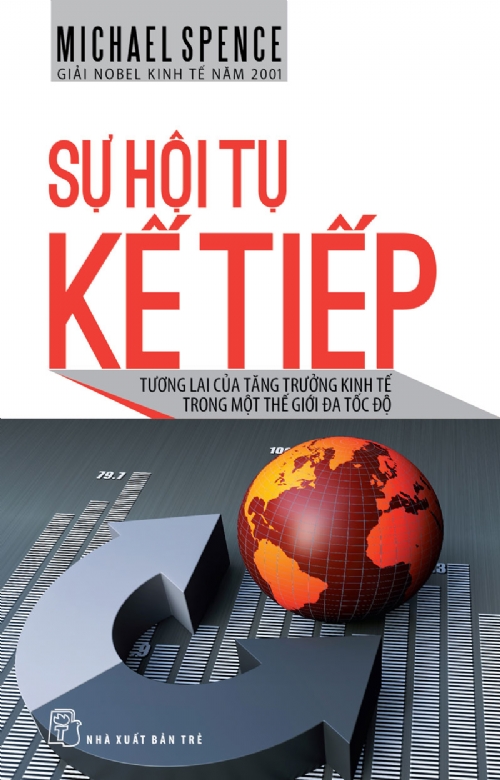 MICHAEL SPENCE
GIẢI NOBEL KINH TẾ NĂM 2001
SỰ HỘI TỤ
KẾ TIẾP
TƯƠNG LAI CỦA TĂNG TRƯỞNG KINH TẾ
TRONG MỘT THẾ GIỚI ĐA TỐC ĐỘ
79.7
NHÀ XUẤT BẢN TRẺ